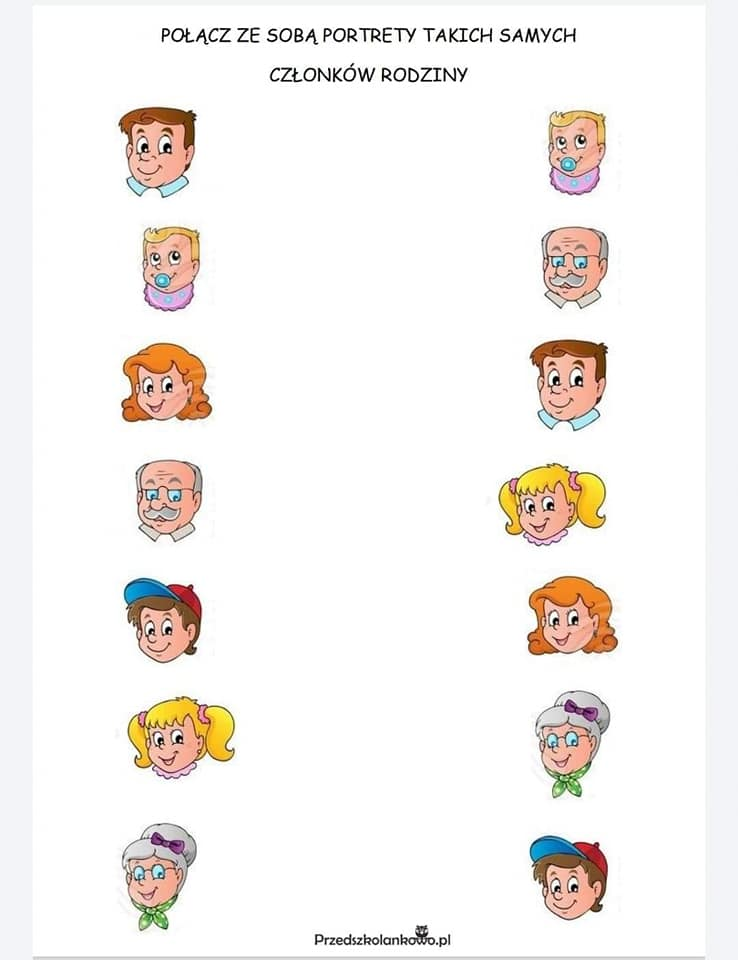 POŁĄCZ ZE SOBĄ PORTRETY TAKICH SAMYCH
CZŁONKÓW RODZINY
Przedszkolankowo.pl